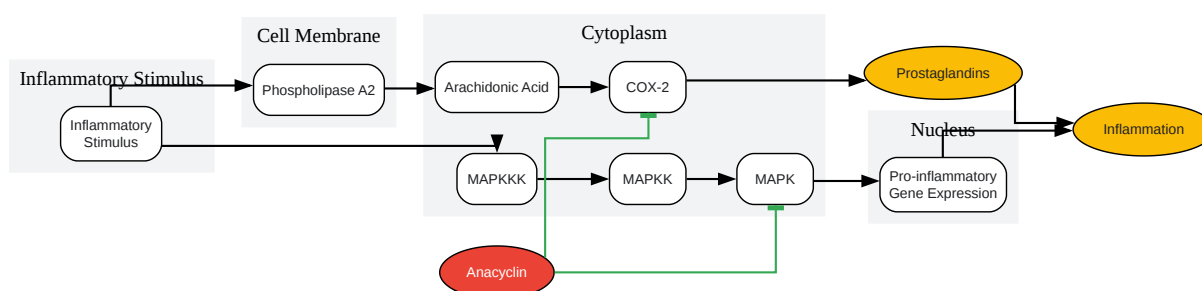 Inflammatory Stimulus
Inflammatory
Stimulus
Cell Membrane
Phospholipase A2
Cytoplasm
Arachidonic Acid
COX-2
MAPKKK
MAPKK
MAPK
Prostaglandins
Nucleus
Pro-inflammatory
Gene Expression
Inflammation
Anacyclin